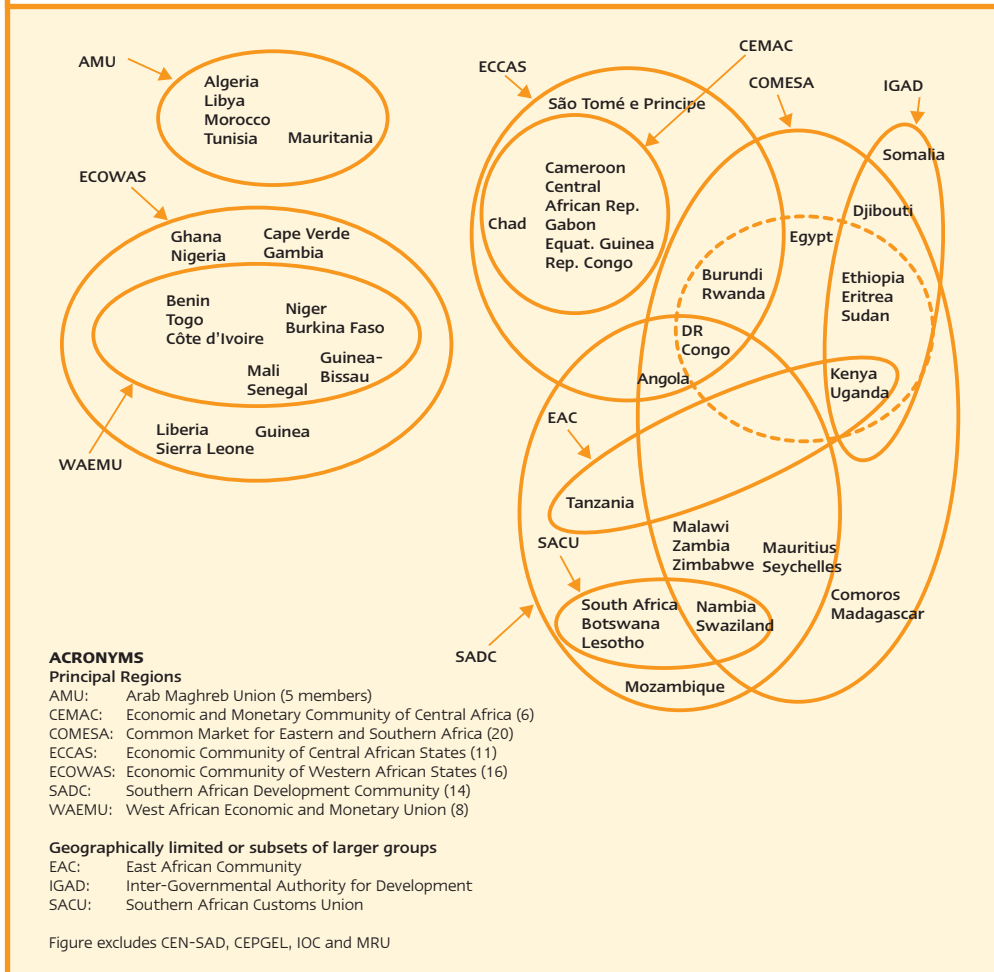 AMU
Algeria
Libya
Morocco
Tunisia
Mauritania
ECOWAS
Ghana
Nigeria
Cape Verde
Gambia
Benin
Togo
Côte d'Ivoire
Niger
Burkina Faso
Mali
Senegal
Guinea-
Bissau
Liberia
Sierra Leone
Guinea
WAEMU
ECCAS
CEMAC
COMESA
IGAD
São Tomé e Principe
Cameroon
Central
African Rep.
Gabon
Equat. Guinea
Rep. Congo
Chad
Somalia
Djibouti
Egypt
Burundi
Rwanda
Ethiopia
Eritrea
Sudan
DR
Congo
Angola
Kenya
Uganda
EAC
Tanzania
SACU
Malawi
Zambia
Zimbabwe
Mauritius
Seychelles
South Africa
Botswana
Lesotho
Nambia
Swaziland
Comoros
Madagascar
SADC
Mozambique
ACRONYMS
Principal Regions
AMU: Arab Maghreb Union (5 members)
CEMAC: Economic and Monetary Community of Central Africa (6)
COMESA: Common Market for Eastern and Southern Africa (20)
ECCAS: Economic Community of Central African States (11)
ECOWAS: Economic Community of Western African States (16)
SADC: Southern African Development Community (14)
WAEMU: West African Economic and Monetary Union (8)
Geographically limited or subsets of larger groups
EAC: East African Community
IGAD: Inter-Governmental Authority for Development
SACU: Southern African Customs Union
Figure excludes CEN-SAD, CEPGEL, IOC and MRU